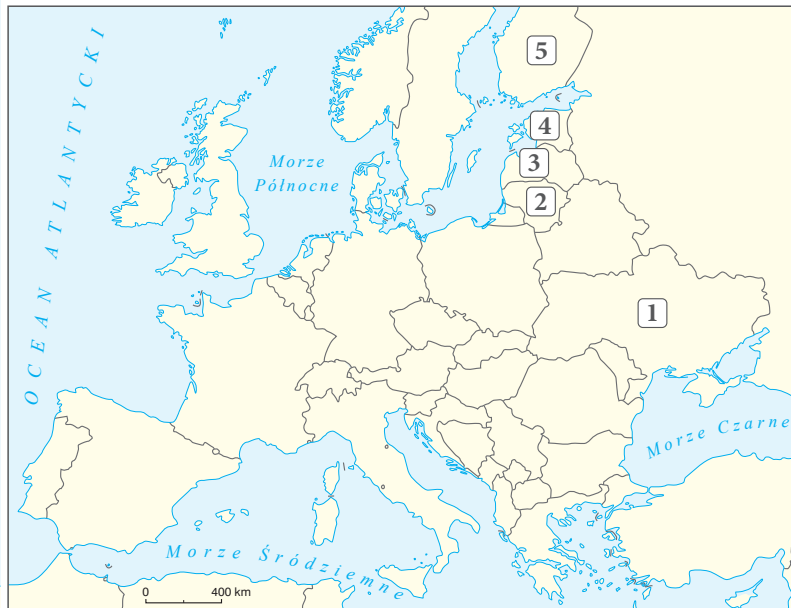 OCEAN ATLANTYCKI
5
4
Morze
Północne
3
2
1
Morze Czarne
Morze Śródziemne
0 400 km